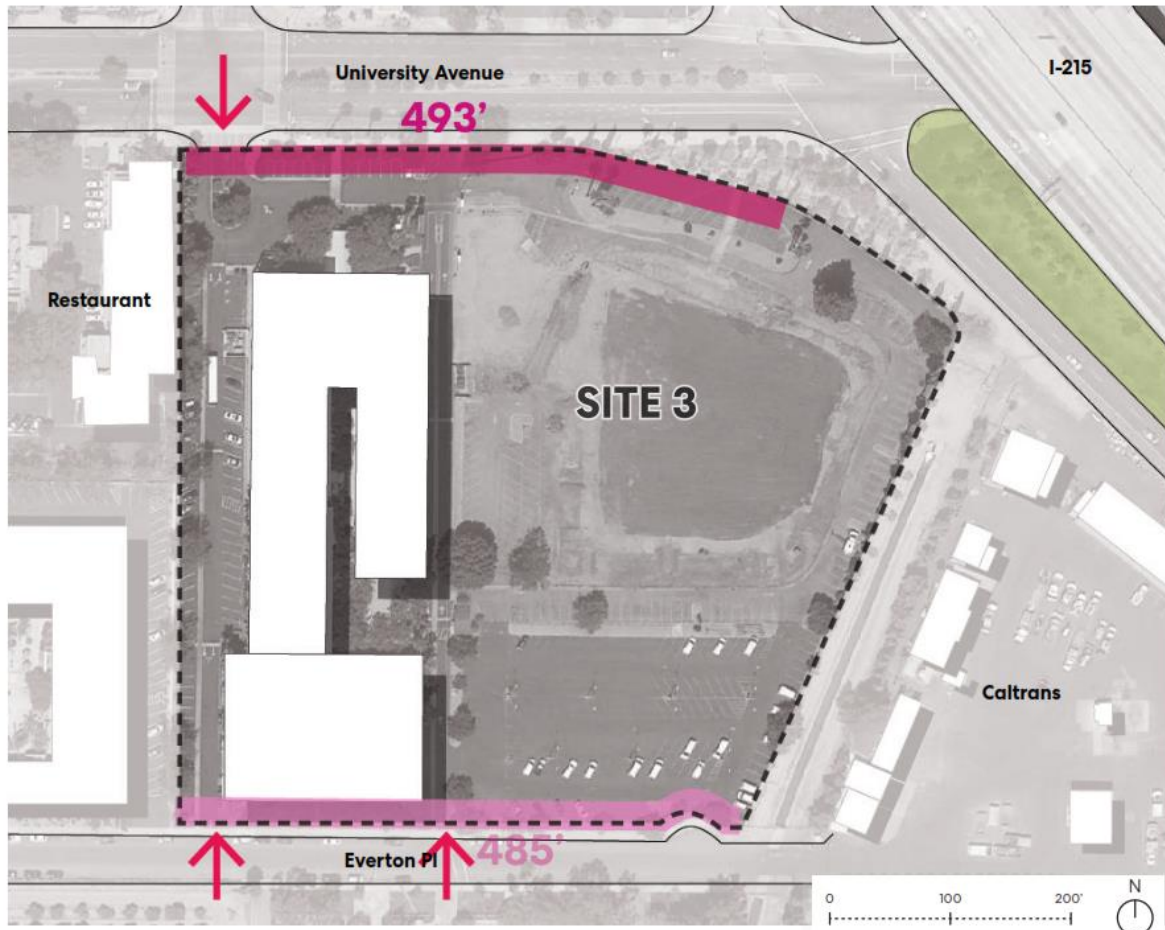 University Avenue
I-215
493'
Restaurant
SITE 3
Caltrans
Everton Pl
485'
0 100 200'
N